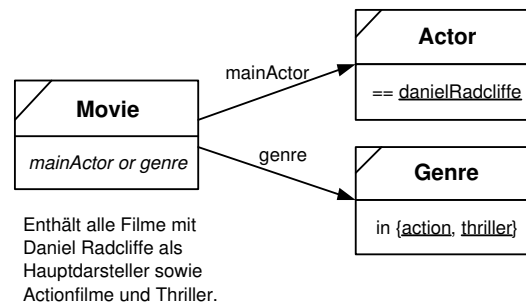 Movie
mainActor or genre
mainActor
genre
Actor
== danielRadcliffe
Genre
in {action, thriller}
Enthält alle Filme mit
Daniel Radcliffe als
Hauptdarsteller sowie
Actionfilme und Thriller.